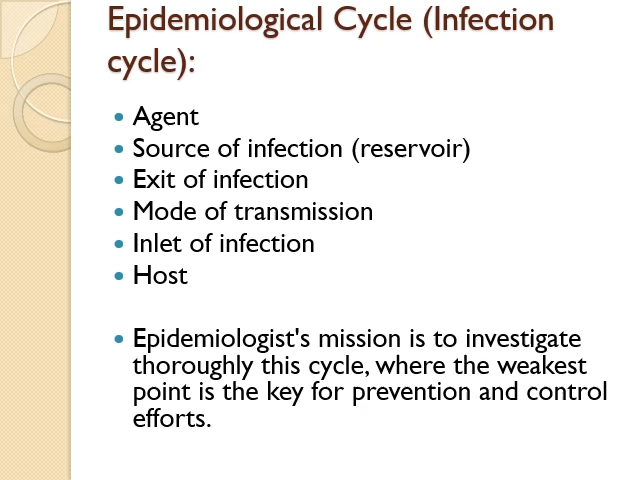 Epidemiological Cycle (Infection
cycle):
• Agent
• Source of infection (reservoir)
• Exit of infection
• Mode of transmission
• Inlet of infection
• Host
• Epidemiologist's mission is to investigate
thoroughly this cycle, where the weakest
point is the key for prevention and control
efforts.